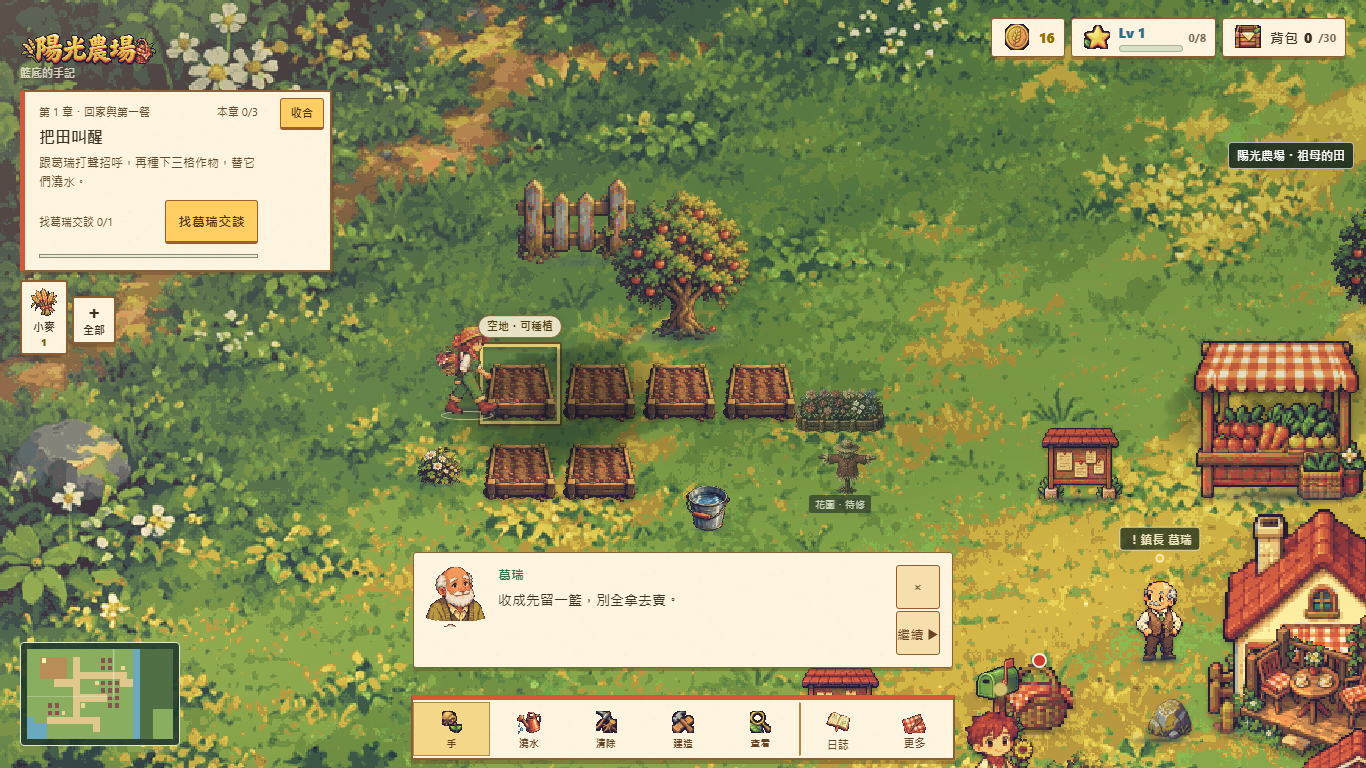 陽光農場
籃底的手記
第 1 章 · 回家與第一餐
本章 0/3
收合
把田叫醒
跟葛瑞打聲招呼，再種下三格作物，替它
們澆水。
找葛瑞交談 0/1
找葛瑞交談
小麥
1
+
全部
16
Lv 1
0/8
背包 0 /30
陽光農場 · 祖母的田
空地 · 可種植
花園 · 待修
！鎮長 葛瑞
葛瑞
收成先留一籃，別全拿去賣。
×
繼續 ▶
手
澆水
清除
建造
查看
日誌
更多